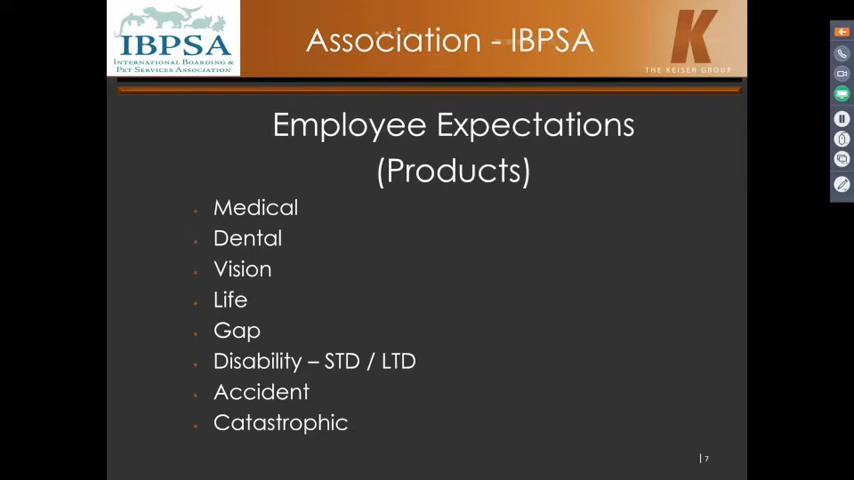 IBPSA
INTERNATIONAL BOARDING &
PET SERVICES ASSOCIATION
Association - IBPSA
K
THE KEISER GROUP
Employee Expectations
(Products)
Medical
Dental
Vision
Life
Gap
Disability – STD / LTD
Accident
Catastrophic
| 7